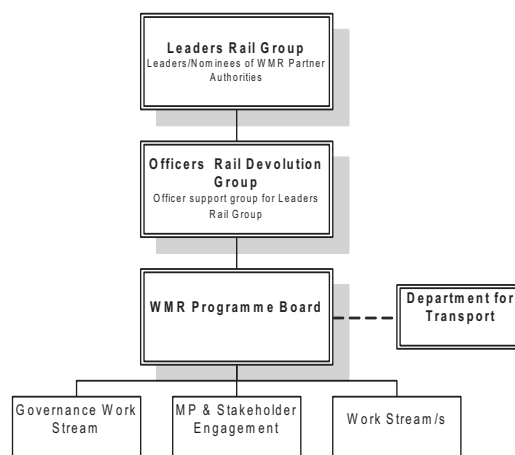 Leaders Rail Group
Leaders/Nominees of WMR Partner
Authorities
Officers Rail Devolution
Group
Officer support group for Leaders
Rail Group
WMR Programme Board
Department for
Transport
Governance Work
Stream
MP & Stakeholder
Engagement
Work Stream/s